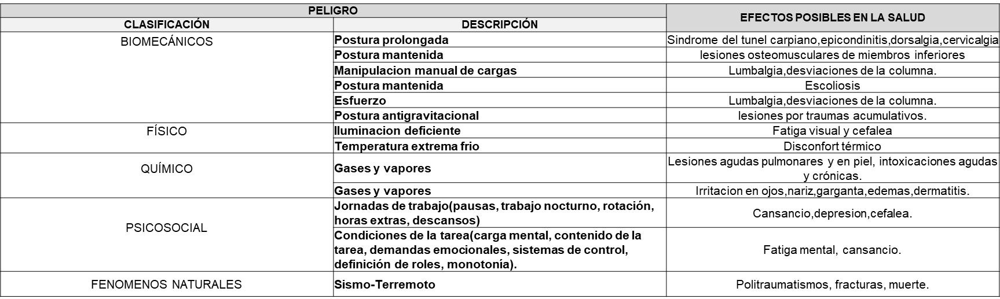 PELIGRO
EFECTOS POSIBLES EN LA SALUD
CLASIFICACIÓN
DESCRIPCIÓN
BIOMECÁNICOS
Postura prolongada
Sindrome del tunel carpiano,epicondinitis,dorsalgia,cervicalgia
Postura mantenida
lesiones osteomusculares de miembros inferiores
Manipulacion manual de cargas
Lumbalgia,desviaciones de la columna.
Postura mantenida
Escoliosis
Esfuerzo
Lumbalgia,desviaciones de la columna.
Postura antigravitacional
lesiones por traumas acumulativos.
FÍSICO
Iluminacion deficiente
Fatiga visual y cefalea
Temperatura extrema frio
Disconfort térmico
QUÍMICO
Gases y vapores
Lesiones agudas pulmonares y en piel, intoxicaciones agudas
y crónicas.
Gases y vapores
Irritacion en ojos,nariz,garganta,edemas,dermatitis.
PSICOSOCIAL
Jornadas de trabajo(pausas, trabajo nocturno, rotación,
horas extras, descansos)
Cansancio,depresion,cefalea.
Condiciones de la tarea(carga mental, contenido de la
tarea, demandas emocionales, sistemas de control,
definición de roles, monotonía).
Fatiga mental, cansancio.
FENOMENOS NATURALES
Sismo-Terremoto
Politraumatismos, fracturas, muerte.